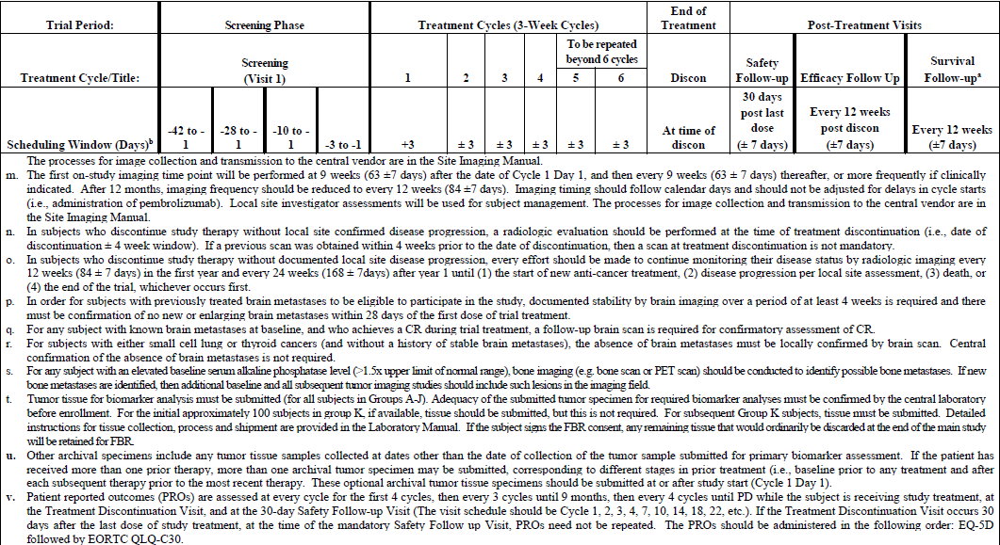 Trial Period: Screening Phase Treatment Cycles (3-Week Cycles) End of Treatment Post-Treatment Visits
Treatment Cycle/Title: Screening (Visit 1) 1 2 3 4 To be repeated beyond 6 cycles 5 6 Discon Safety Follow-up Efficacy Follow Up Survival Follow-upᵃ
Scheduling Window (Days)ᵇ -42 to -1 -28 to -1 -10 to -1 -3 to -1 +3 ± 3 ± 3 ± 3 ± 3 ± 3 At time of discon 30 days post last dose (± 7 days) Every 12 weeks post discon (±7 days) Every 12 weeks (±7 days)
The processes for image collection and transmission to the central vendor are in the Site Imaging Manual.
m. The first on-study imaging time point will be performed at 9 weeks (63 ±7 days) after the date of Cycle 1 Day 1, and then every 9 weeks (63 ± 7 days) thereafter, or more frequently if clinically
indicated. After 12 months, imaging frequency should be reduced to every 12 weeks (84 ±7 days). Imaging timing should follow calendar days and should not be adjusted for delays in cycle starts
(i.e., administration of pembrolizumab). Local site investigator assessments will be used for subject management. The processes for image collection and transmission to the central vendor are in
the Site Imaging Manual.
n. In subjects who discontinue study therapy without local site confirmed disease progression, a radiologic evaluation should be performed at the time of treatment discontinuation (i.e., date of
discontinuation ± 4 week window). If a previous scan was obtained within 4 weeks prior to the date of discontinuation, then a scan at treatment discontinuation is not mandatory.
o. In subjects who discontinue study therapy without documented local site disease progression, every effort should be made to continue monitoring their disease status by radiologic imaging every
12 weeks (84 ± 7 days) in the first year and every 24 weeks (168 ± 7days) after year 1 until (1) the start of new anti-cancer treatment, (2) disease progression per local site assessment, (3) death, or
(4) the end of the trial, whichever occurs first.
p. In order for subjects with previously treated brain metastases to be eligible to participate in the study, documented stability by brain imaging over a period of at least 4 weeks is required and there
must be confirmation of no new or enlarging brain metastases within 28 days of the first dose of trial treatment.
q. For any subject with known brain metastases at baseline, and who achieves a CR during trial treatment, a follow-up brain scan is required for confirmatory assessment of CR.
r. For subjects with either small cell lung or thyroid cancers (and without a history of stable brain metastases), the absence of brain metastases must be locally confirmed by brain scan. Central
confirmation of the absence of brain metastases is not required.
s. For any subject with an elevated baseline serum alkaline phosphatase level (>1.5x upper limit of normal range), bone imaging (e.g. bone scan or PET scan) should be conducted to identify possible bone metastases. If new
bone metastases are identified, then additional baseline and all subsequent tumor imaging studies should include such lesions in the imaging field.
t. Tumor tissue for biomarker analysis must be submitted (for all subjects in Groups A-J). Adequacy of the submitted tumor specimen for required biomarker analyses must be confirmed by the central laboratory
before enrollment. For the initial approximately 100 subjects in group K, if available, tissue should be submitted, but this is not required. For subsequent Group K subjects, tissue must be submitted. Detailed
instructions for tissue collection, process and shipment are provided in the Laboratory Manual. If the subject signs the FBR consent, any remaining tissue that would ordinarily be discarded at the end of the main study
will be retained for FBR.
u. Other archival specimens include any tumor tissue samples collected at dates other than the date of collection of the tumor sample submitted for primary biomarker assessment. If the patient has
received more than one prior therapy, more than one archival tumor specimen may be submitted, corresponding to different stages in prior treatment (i.e., baseline prior to any treatment and after
each subsequent therapy prior to the most recent therapy. These optional archival tumor tissue specimens should be submitted at or after study start (Cycle 1 Day 1).
v. Patient reported outcomes (PROs) are assessed at every cycle for the first 4 cycles, then every 3 cycles until 9 months, then every 4 cycles until PD while the subject is receiving study treatment, at
the Treatment Discontinuation Visit, and at the 30-day Safety Follow-up Visit (The visit schedule should be Cycle 1, 2, 3, 4, 7, 10, 14, 18, 22, etc.). If the Treatment Discontinuation Visit occurs 30
days after the last dose of study treatment, at the time of the mandatory Safety Follow up Visit, PROs need not be repeated. The PROs should be administered in the following order: EQ-5D
followed by EORTC QLQ-C30.